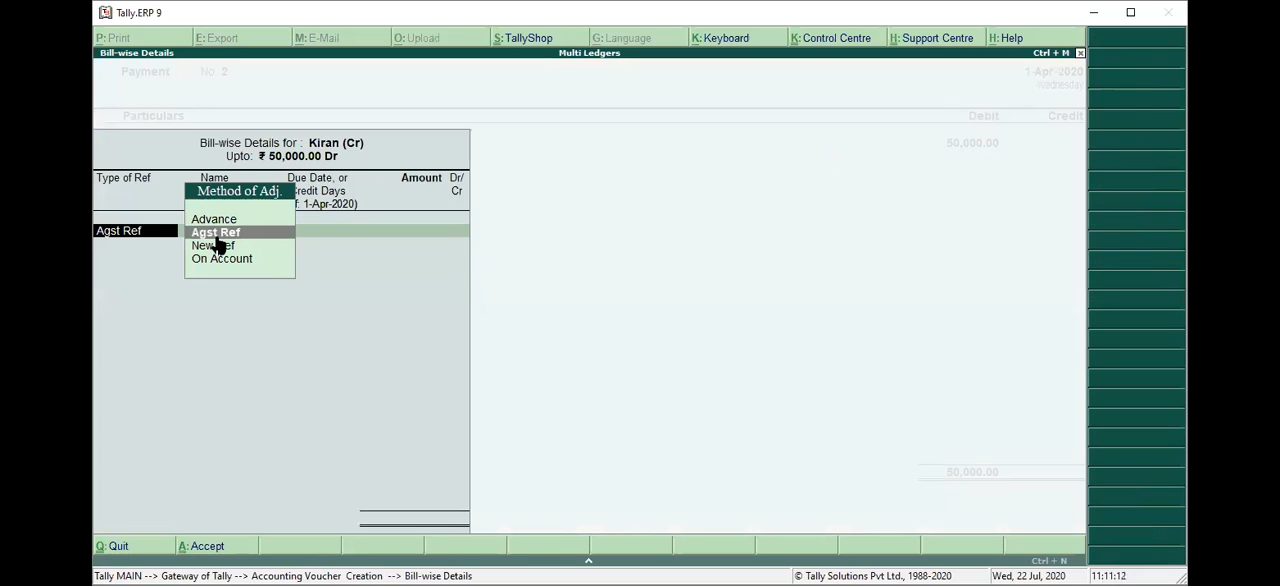 Tally.ERP 9
P: Print E: Export M: E-Mail O: Upload S: TallyShop G: Language K: Keyboard K: Control Centre H: Support Centre H: Help
Bill-wise Details Multi Ledgers Ctrl + M
Payment No. 2 1-Apr-2020
Wednesday
Particulars Debit Credit
Bill-wise Details for : Kiran (Cr) 50,000.00
Upto: ₹ 50,000.00 Dr
Type of Ref Name Due Date, or Amount Dr/
Method of Adj. Credit Days Cr
1-Apr-2020)
Advance
Agst Ref Agst Ref
New Ref
On Account
50,000.00
Q: Quit A: Accept
Ctrl + N
Tally MAIN --> Gateway of Tally --> Accounting Voucher Creation --> Bill-wise Details © Tally Solutions Pvt Ltd., 1988-2020 Wed, 22 Jul, 2020 11:11:12